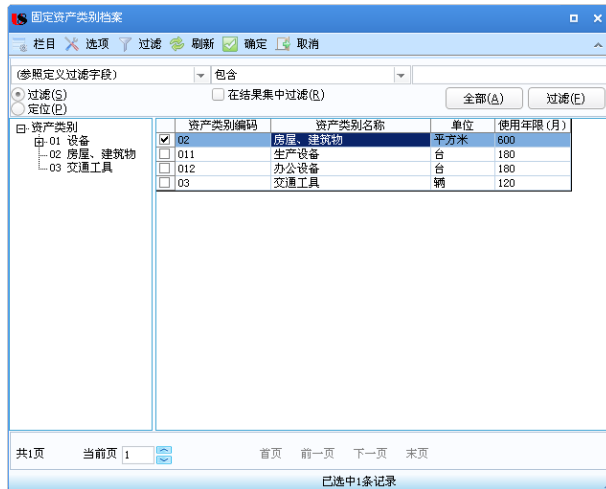 固定资产类别档案
栏目 选项 过滤 刷新 确定 取消
(参照定义过滤字段) 包含
过滤(S) 在结果集中过滤(R) 全部(A) 过滤(F)
定位(P)
资产类别
01 设备
02 房屋、建筑物
03 交通工具
资产类别编码 资产类别名称 单位 使用年限(月)
02 房屋、建筑物 平方米 600
011 生产设备 台 180
012 办公设备 台 180
03 交通工具 辆 120
共1页 当前页 1 首页 前一页 下一页 末页
已选中1条记录